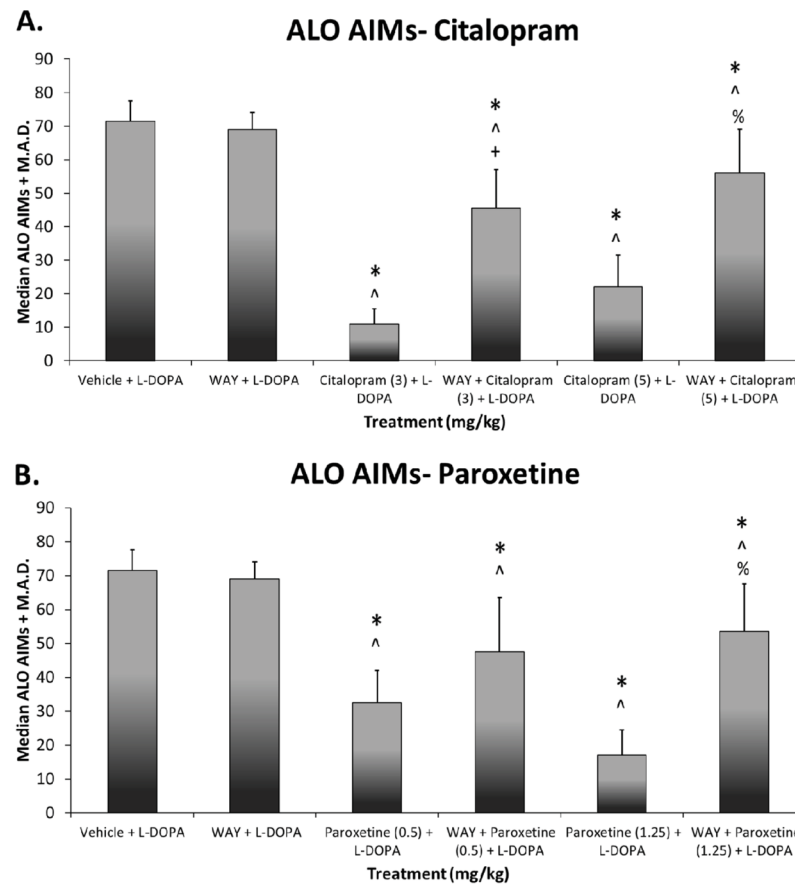 A.
ALO AIMs- Citalopram
Median ALO AIMs + M.A.D.
90
80
70
60
50
40
30
20
10
0
*
^
*
^
+
*
^
*
^
%
Vehicle + L-DOPA
WAY + L-DOPA
Citalopram (3) + L-
DOPA
WAY + Citalopram
(3) + L-DOPA
Citalopram (5) + L-
DOPA
WAY + Citalopram
(5) + L-DOPA
Treatment (mg/kg)
B.
ALO AIMs- Paroxetine
Median ALO AIMs + M.A.D.
90
80
70
60
50
40
30
20
10
0
*
^
*
^
*
^
*
^
%
Vehicle + L-DOPA
WAY + L-DOPA
Paroxetine (0.5) +
L-DOPA
WAY + Paroxetine
(0.5) + L-DOPA
Paroxetine (1.25) +
L-DOPA
WAY + Paroxetine
(1.25) + L-DOPA
Treatment (mg/kg)